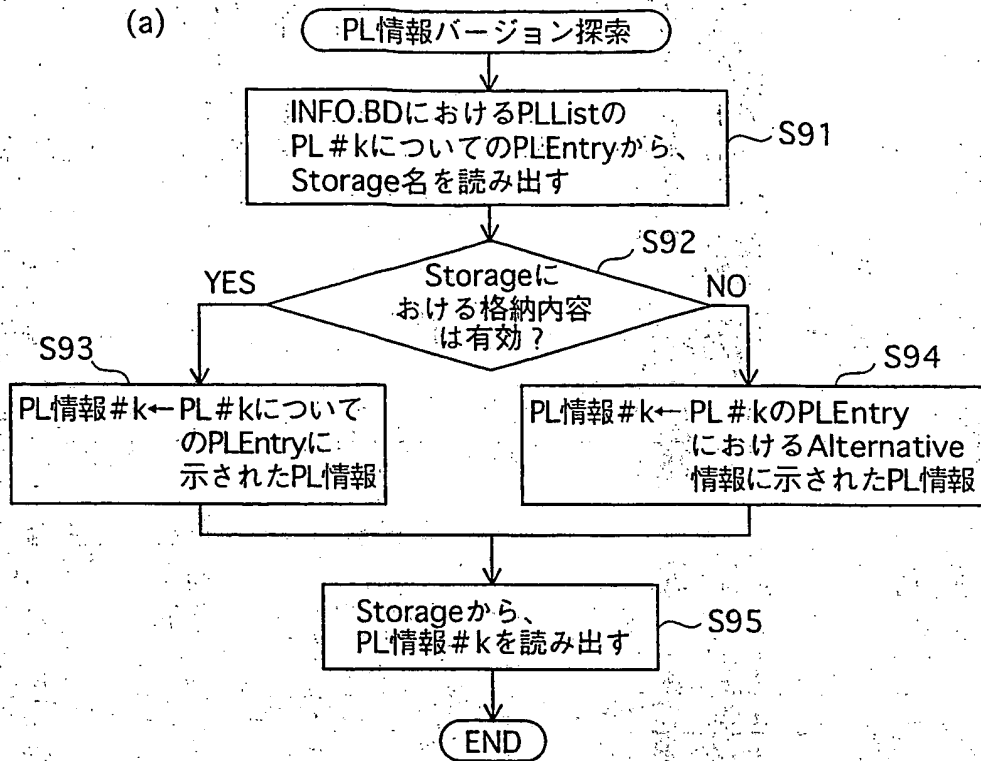 (a)
PL情報バージョン探索
INFO.BDにおけるPLListの
PL#kについてのPLEntryから、
Storage名を読み出す
S91
S92
Storageに
おける格納内容
は有効？
YES
NO
S93
PL情報#k←PL#kについて
のPLEntryに
示されたPL情報
S94
PL情報#k←PL#kのPLEntry
におけるAlternative
情報に示されたPL情報
Storageから、
PL情報#kを読み出す
S95
END